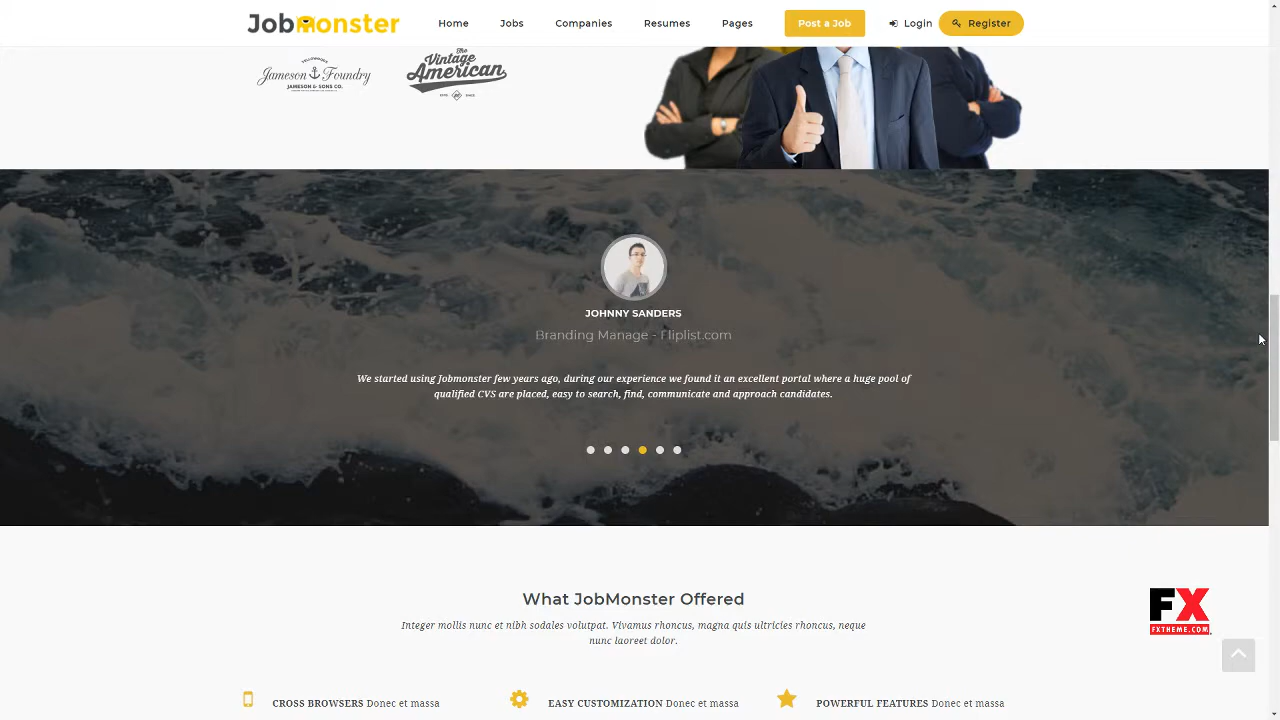 Jobmonster
Home Jobs Companies Resumes Pages Post a Job Login Register
Jameson Foundry
JAMESON & SONS CO.
The
Vintage
American
JOHNNY SANDERS
Branding Manage - Fliplist.com
We started using Jobmonster few years ago, during our experience we found it an excellent portal where a huge pool of
qualified CVS are placed, easy to search, find, communicate and approach candidates.
What JobMonster Offered
Integer mollis nunc et nibh sodales volutpat. Vivamus rhoncus, magna quis ultricies rhoncus, neque
nunc laoreet dolor.
FX
FXTHEME.COM
CROSS BROWSERS Donec et massa
EASY CUSTOMIZATION Donec et massa
POWERFUL FEATURES Donec et massa